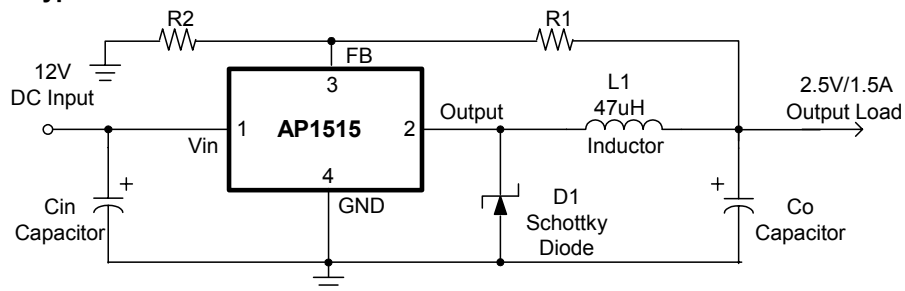 R2
R1
FB
3
12V
DC Input
L1
47uH
2.5V/1.5A
Output Load
Output
1
AP1515
2
Vin
Inductor
4
GND
+
Cin
Capacitor
D1
Schottky
Diode
+
Co
Capacitor